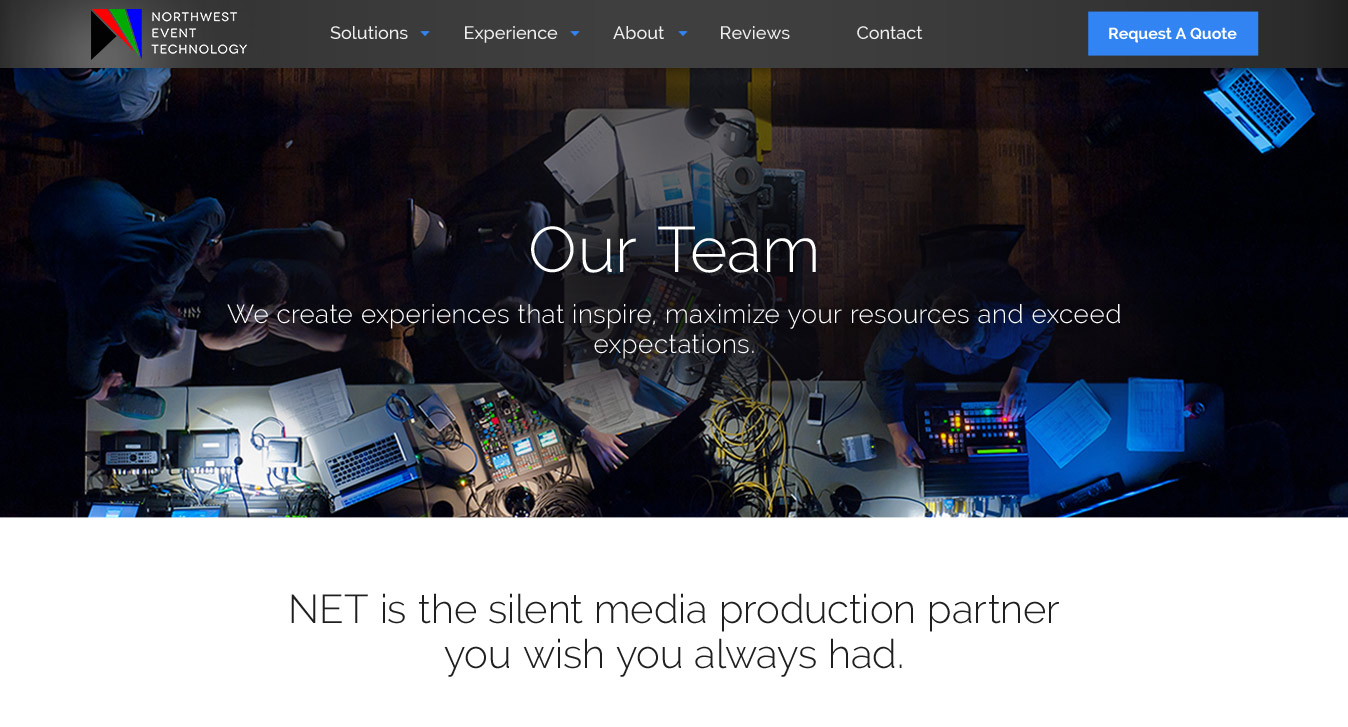 NORTHWEST
EVENT
TECHNOLOGY
Solutions
Experience
About
Reviews
Contact
Request A Quote
Our Team
We create experiences that inspire, maximize your resources and exceed
expectations.
NET is the silent media production partner
you wish you always had.